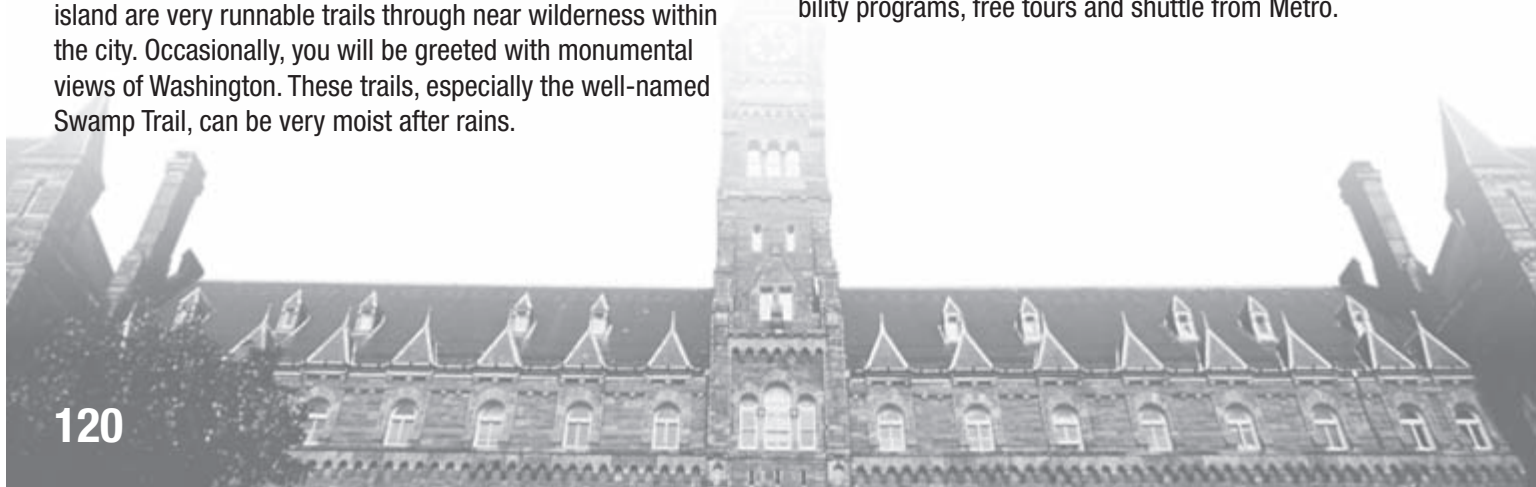 island are very runnable trails through near wilderness within
the city. Occasionally, you will be greeted with monumental
views of Washington. These trails, especially the well-named
Swamp Trail, can be very moist after rains.
bility programs, free tours and shuttle from Metro.
120